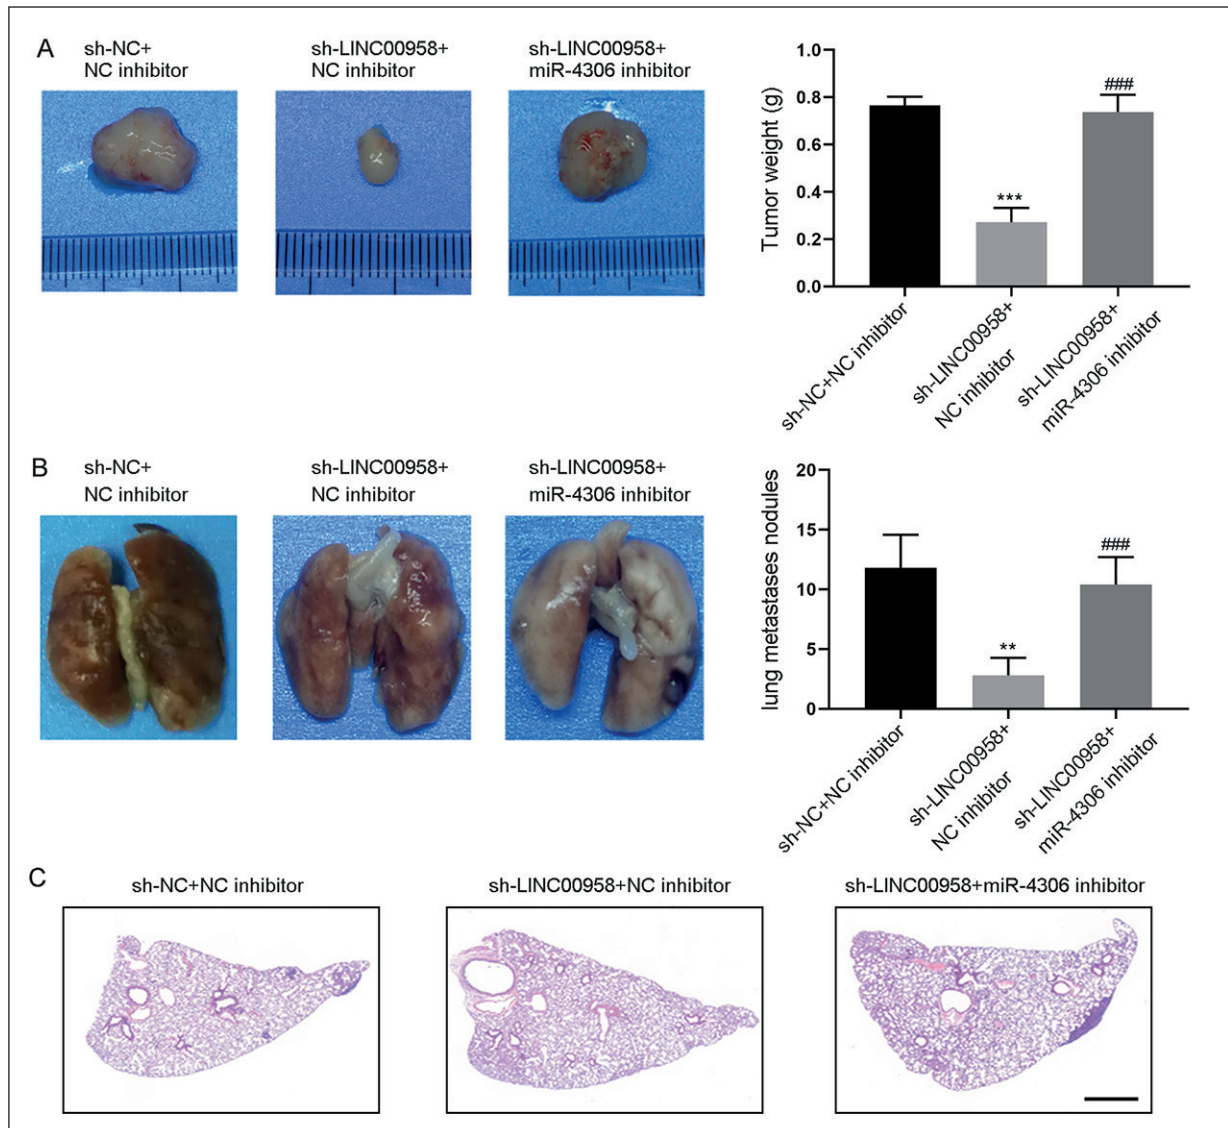 A
sh-NC+
NC inhibitor
sh-LINC00958+
NC inhibitor
sh-LINC00958+
miR-4306 inhibitor
Tumor weight (g)
1.0
0.8
0.6
0.4
0.2
0.0
***
###
sh-NC+NC inhibitor
sh-LINC00958+
NC inhibitor
sh-LINC00958+
miR-4306 inhibitor
B
sh-NC+
NC inhibitor
sh-LINC00958+
NC inhibitor
sh-LINC00958+
miR-4306 inhibitor
lung metastases nodules
20
15
10
5
0
**
###
sh-NC+NC inhibitor
sh-LINC00958+
NC inhibitor
sh-LINC00958+
miR-4306 inhibitor
C
sh-NC+NC inhibitor
sh-LINC00958+NC inhibitor
sh-LINC00958+miR-4306 inhibitor